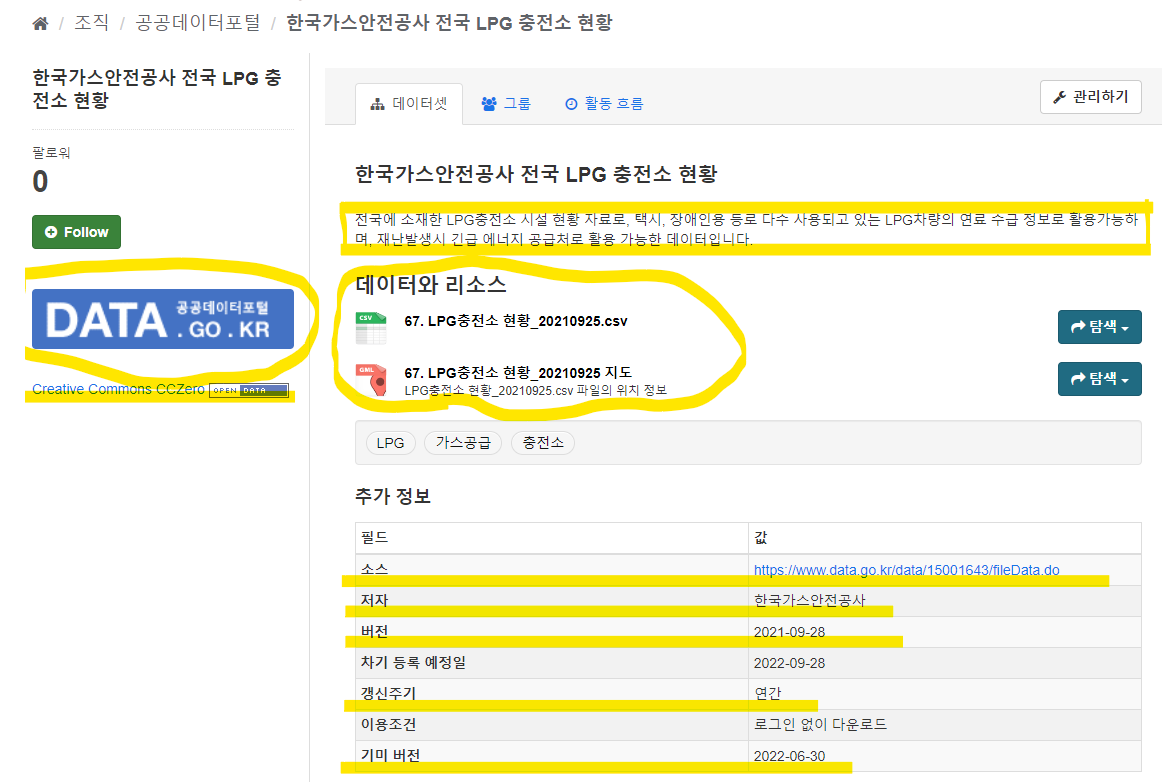 조직 / 공공데이터포털 / 한국가스안전공사 전국 LPG 충전소 현황
한국가스안전공사 전국 LPG 충
전소 현황
팔로워
0
Follow
DATA 공공데이터포털
.GO.KR
Creative Commons CCZero OPEN DATA
데이터셋 그룹 활동 흐름
관리하기
한국가스안전공사 전국 LPG 충전소 현황
전국에 소재한 LPG충전소 시설 현황 자료로, 택시, 장애인용 등로 다수 사용되고 있는 LPG차량의 연료 수급 정보로 활용가능하
며, 재난발생시 긴급 에너지 공급처로 활용 가능한 데이터입니다.
데이터와 리소스
CSV
67. LPG충전소 현황_20210925.csv
탐색
GML
67. LPG충전소 현황_20210925 지도
LPG충전소 현황_20210925.csv 파일의 위치 정보
탐색
LPG 가스공급 충전소
추가 정보
필드 값
소스 https://www.data.go.kr/data/15001643/fileData.do
저자 한국가스안전공사
버전 2021-09-28
차기 등록 예정일 2022-09-28
갱신주기 연간
이용조건 로그인 없이 다운로드
기미 버전 2022-06-30